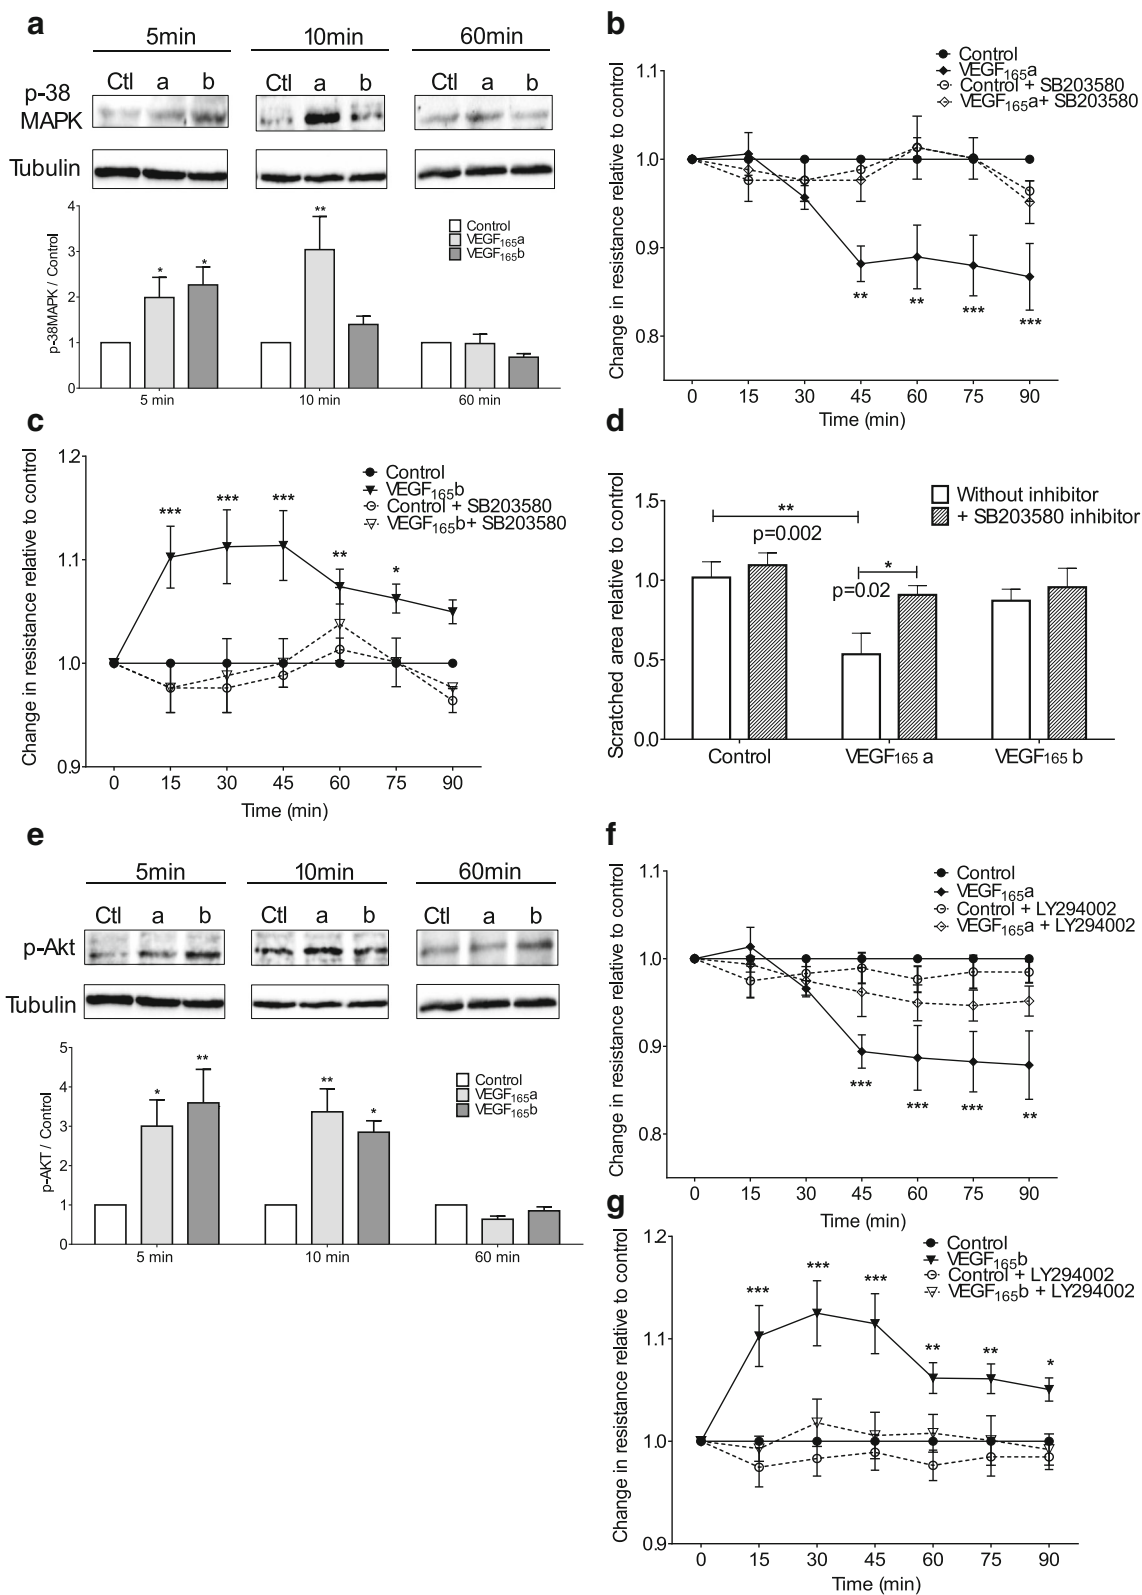 a
5min 10min 60min
Ctl a b Ctl a b Ctl a b
p-38
MAPK
Tubulin
p-38MAPK / Control
4
3
2
1
0
* * **
Control
VEGF165a
VEGF165b
5 min 10 min 60 min
b
Change in resistance relative to control
1.1
1.0
0.9
0.8
Control
VEGF165a
Control + SB203580
VEGF165a+ SB203580
** ** *** ***
0 15 30 45 60 75 90
Time (min)
c
Change in resistance relative to control
1.2
1.1
1.0
0.9
Control
VEGF165b
Control + SB203580
VEGF165b+ SB203580
*** *** *** ** *
0 15 30 45 60 75 90
Time (min)
d
Scratched area relative to control
1.5
1.0
0.5
0.0
Without inhibitor
+ SB203580 inhibitor
**
p=0.002
*
p=0.02
Control VEGF165 a VEGF165 b
e
5min 10min 60min
Ctl a b Ctl a b Ctl a b
p-Akt
Tubulin
p-AKT / Control
5
4
3
2
1
0
* ** ** *
Control
VEGF165a
VEGF165b
5 min 10 min 60 min
f
Change in resistance relative to control
1.1
1.0
0.9
0.8
Control
VEGF165a
Control + LY294002
VEGF165a + LY294002
*** *** *** **
0 15 30 45 60 75 90
Time (min)
g
Change in resistance relative to control
1.2
1.1
1.0
0.9
Control
VEGF165b
Control + LY294002
VEGF165b + LY294002
*** *** *** ** ** *
0 15 30 45 60 75 90
Time (min)